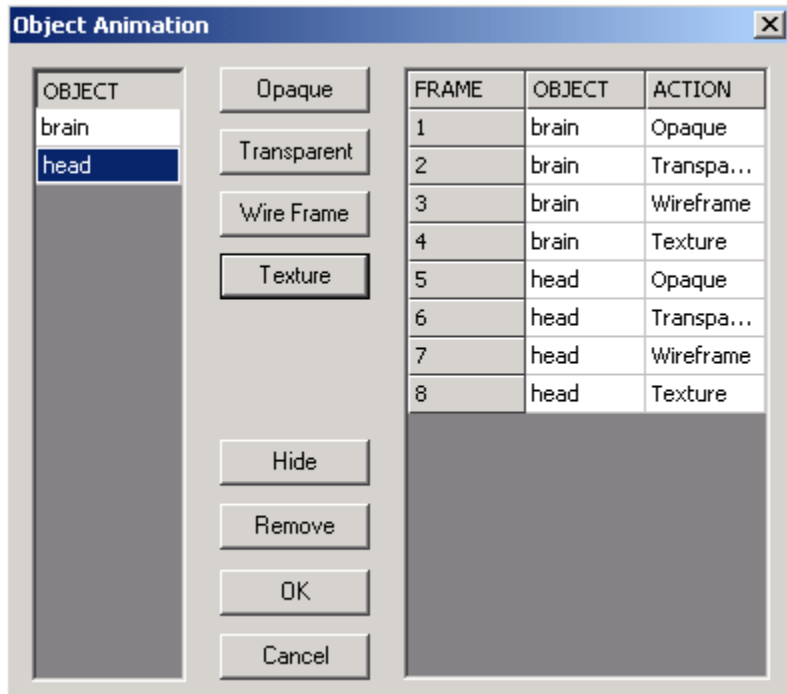 Object Animation
OBJECT
brain
head
Opaque
Transparent
Wire Frame
Texture
Hide
Remove
OK
Cancel
FRAME OBJECT ACTION
1 brain Opaque
2 brain Transpa...
3 brain Wireframe
4 brain Texture
5 head Opaque
6 head Transpa...
7 head Wireframe
8 head Texture